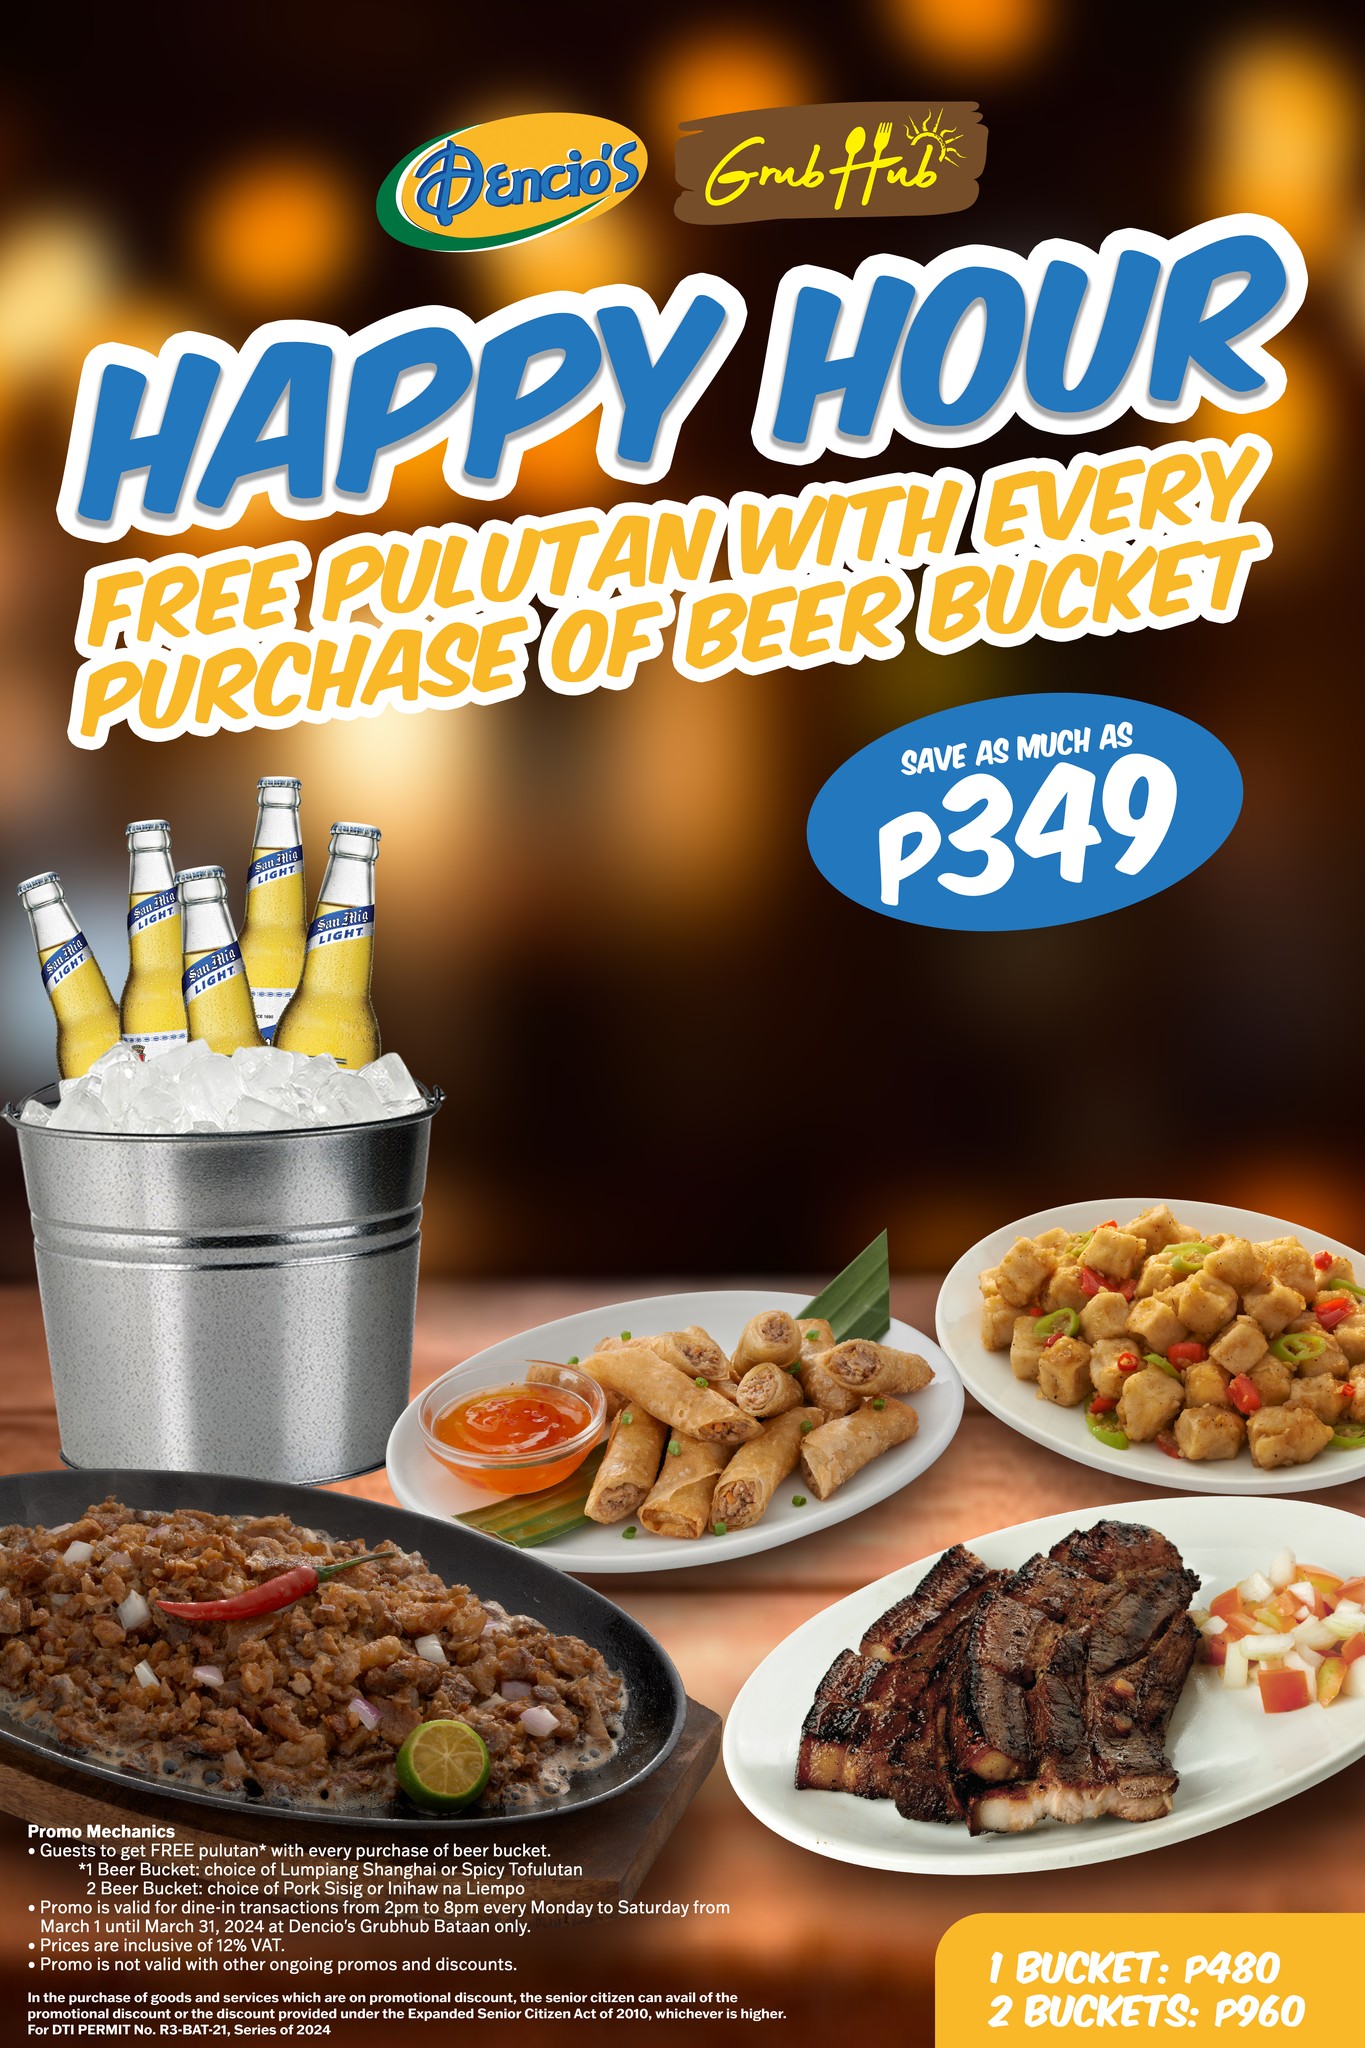 Dencio's
Grub Hub
HAPPY HOUR
FREE PULUTAN WITH EVERY
PURCHASE OF BEER BUCKET
SAVE AS MUCH AS
P349
San Mig
LIGHT
San Mig
LIGHT
San Mig
LIGHT
San Mig
LIGHT
San Mig
LIGHT
Promo Mechanics
• Guests to get FREE pulutan* with every purchase of beer bucket.
*1 Beer Bucket: choice of Lumpiang Shanghai or Spicy Tofulutan
2 Beer Bucket: choice of Pork Sisig or Inihaw na Liempo
• Promo is valid for dine-in transactions from 2pm to 8pm every Monday to Saturday from
March 1 until March 31, 2024 at Dencio's Grubhub Bataan only.
• Prices are inclusive of 12% VAT.
• Promo is not valid with other ongoing promos and discounts.
In the purchase of goods and services which are on promotional discount, the senior citizen can avail of the
promotional discount or the discount provided under the Expanded Senior Citizen Act of 2010, whichever is higher.
For DTI PERMIT No. R3-BAT-21, Series of 2024
1 BUCKET: P480
2 BUCKETS: P960